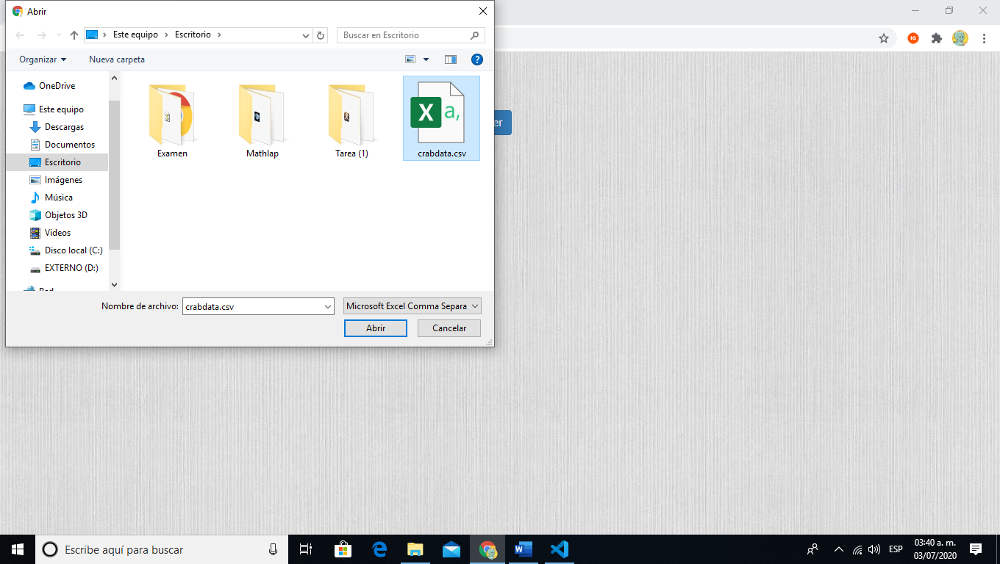 Abrir
Este equipo
Escritorio
Buscar en Escritorio
Organizar
Nueva carpeta
OneDrive
Este equipo
Descargas
Documentos
Escritorio
Imágenes
Música
Objetos 3D
Videos
Disco local (C:)
EXTERNO (D:)
Red
Examen
Mathlap
Tarea (1)
X a,
crabdata.csv
er
IG
Nombre de archivo:
crabdata.csv
Microsoft Excel Comma Separa
Abrir
Cancelar
Escribe aquí para buscar
ESP
03:40 a. m.
03/07/2020